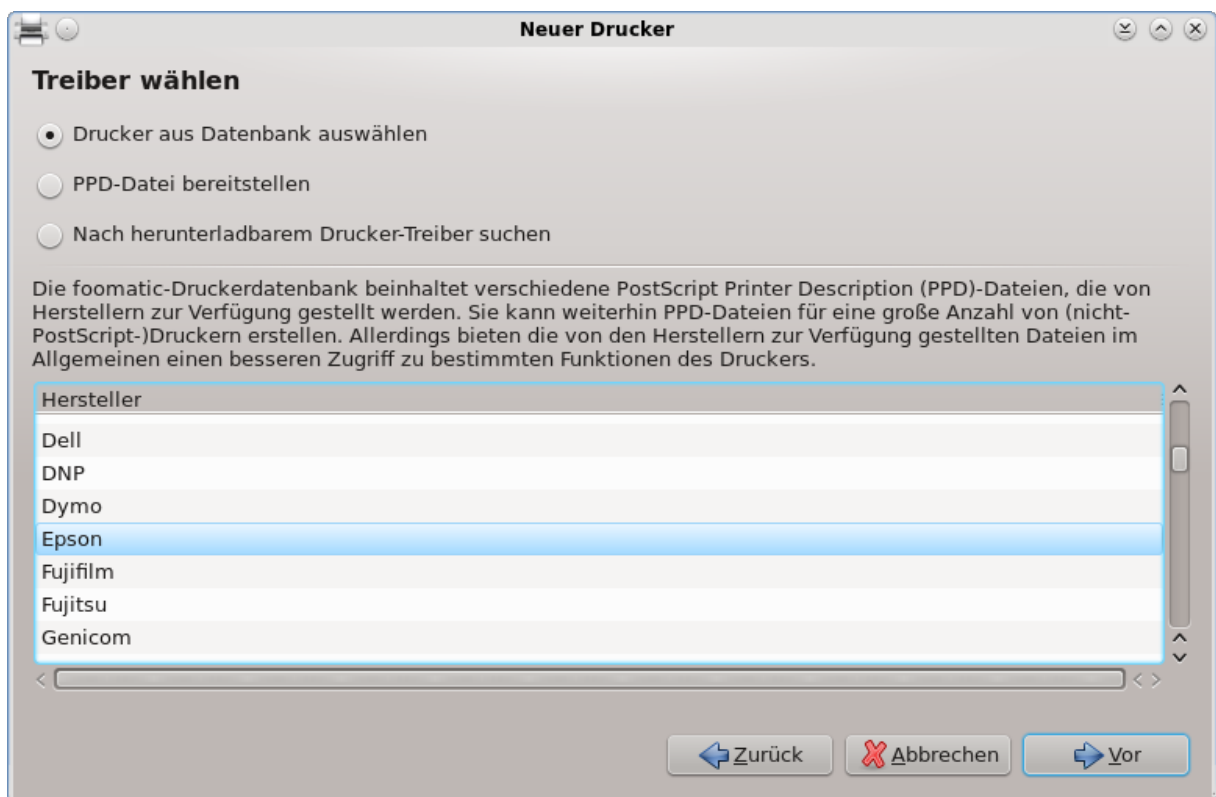 Neuer Drucker
Treiber wählen
Drucker aus Datenbank auswählen
PPD-Datei bereitstellen
Nach herunterladbarem Drucker-Treiber suchen
Die foomatic-Druckerdatenbank beinhaltet verschiedene PostScript Printer Description (PPD)-Dateien, die von
Herstellern zur Verfügung gestellt werden. Sie kann weiterhin PPD-Dateien für eine große Anzahl von (nicht-
PostScript-)Druckern erstellen. Allerdings bieten die von den Herstellern zur Verfügung gestellten Dateien im
Allgemeinen einen besseren Zugriff zu bestimmten Funktionen des Druckers.
Hersteller
Dell
DNP
Dymo
Epson
Fujifilm
Fujitsu
Genicom
Zurück Abbrechen Vor